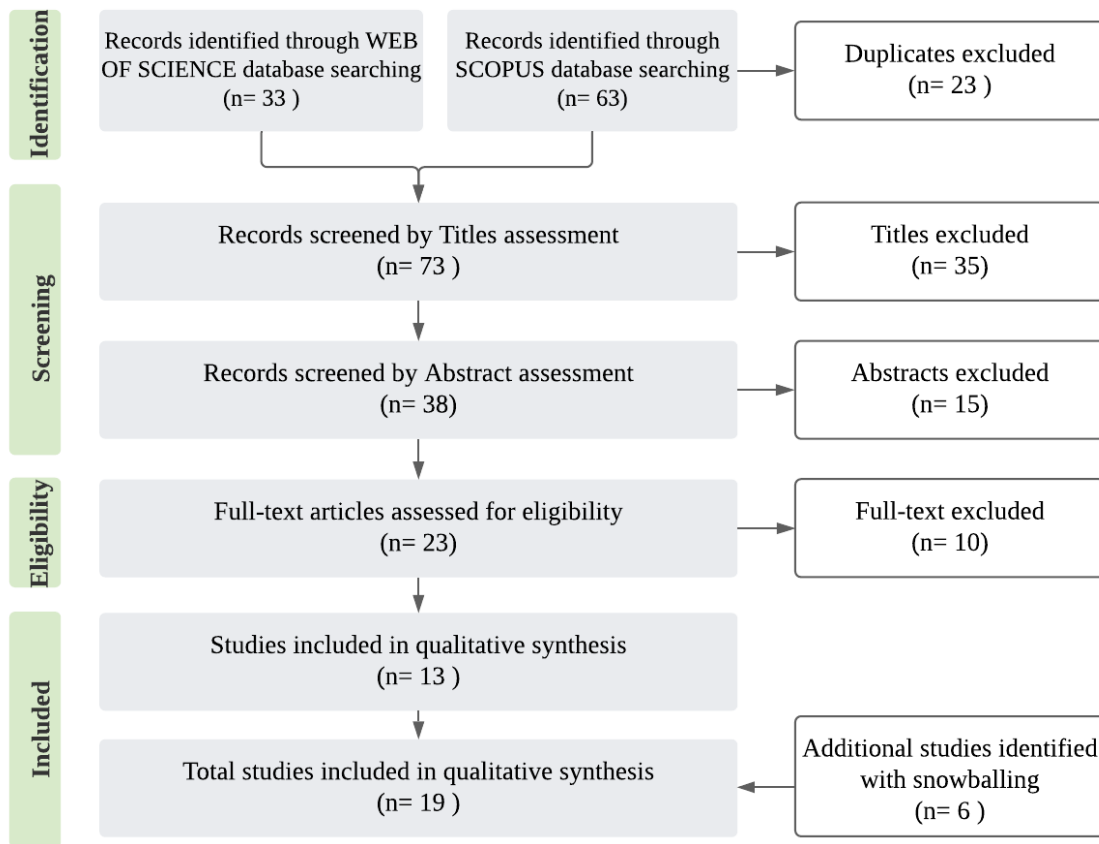 Identification
Records identified through WEB
OF SCIENCE database searching
(n= 33 )
Records identified through
SCOPUS database searching
(n= 63)
Duplicates excluded
(n= 23 )
Screening
Records screened by Titles assessment
(n= 73 )
Titles excluded
(n= 35)
Records screened by Abstract assessment
(n= 38)
Abstracts excluded
(n= 15)
Eligibility
Full-text articles assessed for eligibility
(n= 23)
Full-text excluded
(n= 10)
Included
Studies included in qualitative synthesis
(n= 13 )
Total studies included in qualitative synthesis
(n= 19 )
Additional studies identified
with snowballing
(n= 6 )